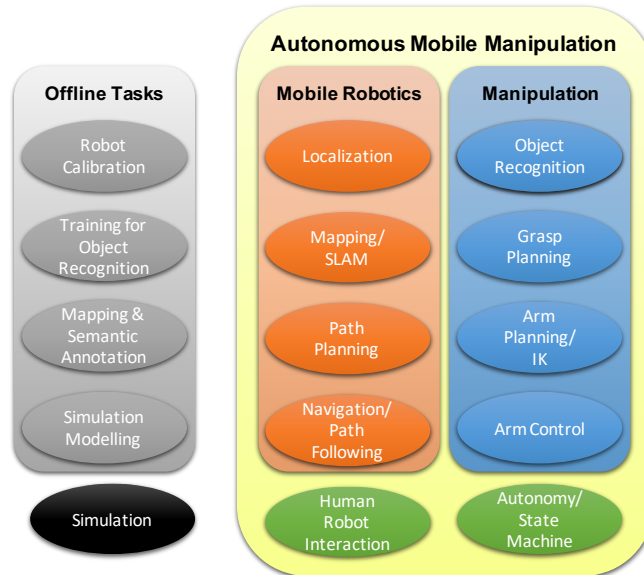 Autonomous Mobile Manipulation
Offline Tasks
Robot
Calibration
Training for
Object
Recognition
Mapping &
Semantic
Annotation
Simulation
Modelling
Simulation
Mobile Robotics
Localization
Mapping/
SLAM
Path
Planning
Navigation/
Path
Following
Human
Robot
Interaction
Manipulation
Object
Recognition
Grasp
Planning
Arm
Planning/
IK
Arm Control
Autonomy/
State
Machine